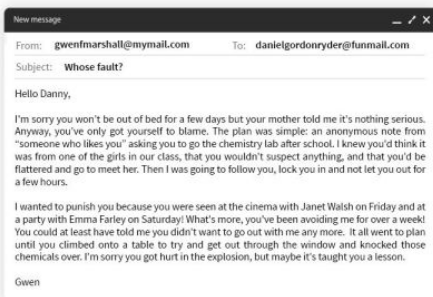 New message
From: gwenfmarshall@mymail.com To: danielgordonryder@funmail.com
Subject: Whose fault?
Hello Danny,
I'm sorry you won't be out of bed for a few days but your mother told me it's nothing serious.
Anyway, you've only got yourself to blame. The plan was simple: an anonymous note from
"someone who likes you" asking you to go the chemistry lab after school. I knew you'd think it
was from one of the girls in our class, that you wouldn't suspect anything, and that you'd be
flattered and go to meet her. Then I was going to follow you, lock you in and not let you out for
a few hours.
I wanted to punish you because you were seen at the cinema with Janet Walsh on Friday and at
a party with Emma Farley on Saturday! What's more, you've been avoiding me for over a week!
You could at least have told me you didn't want to go out with me any more. It all went to plan
until you climbed onto a table to try and get out through the window and knocked those
chemicals over. I'm sorry you got hurt in the explosion, but maybe it's taught you a lesson.
Gwen